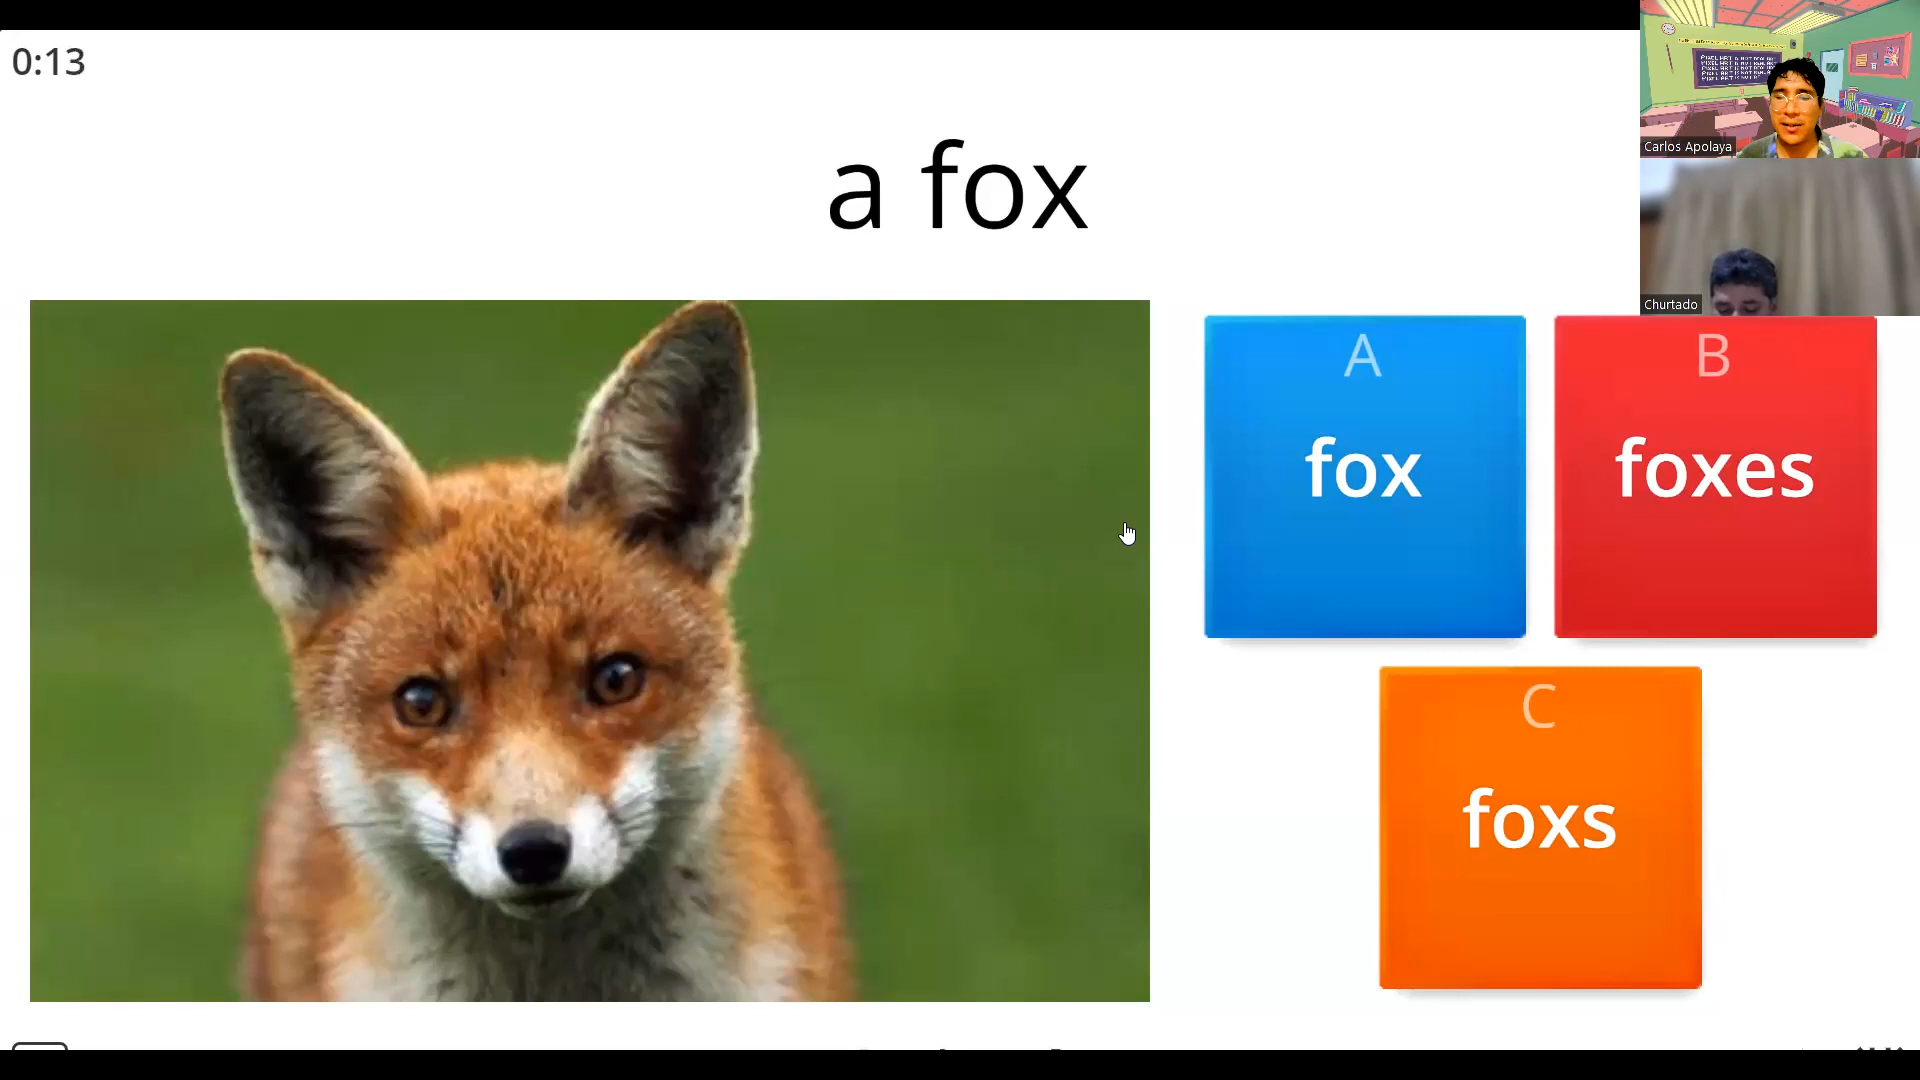 0:13
a fox
A
fox
B
foxes
C
foxs
Carlos Apolaya
Churtado